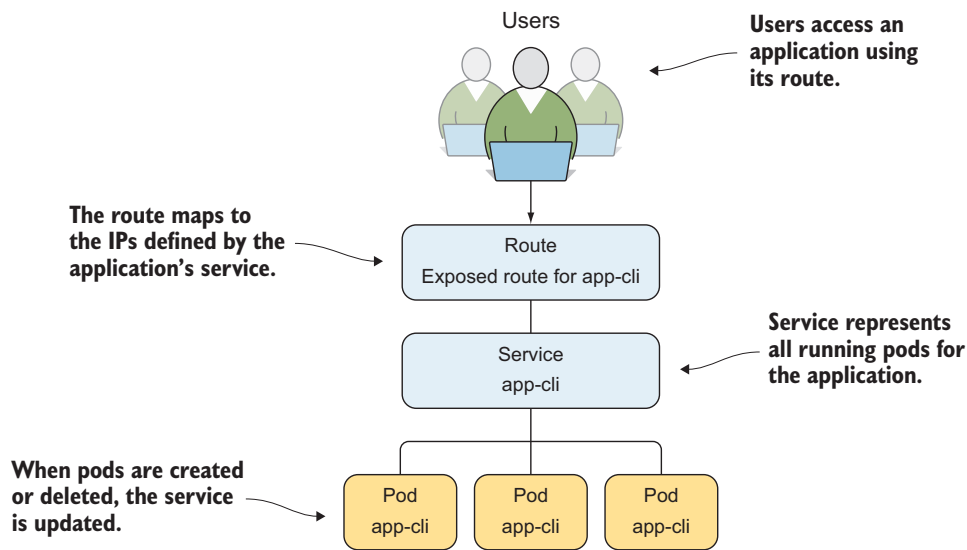 Users
Users access an
application using
its route.
The route maps to
the IPs defined by the
application’s service.
Route
Exposed route for app-cli
Service
app-cli
Service represents
all running pods for
the application.
When pods are created
or deleted, the service
is updated.
Pod
app-cli
Pod
app-cli
Pod
app-cli